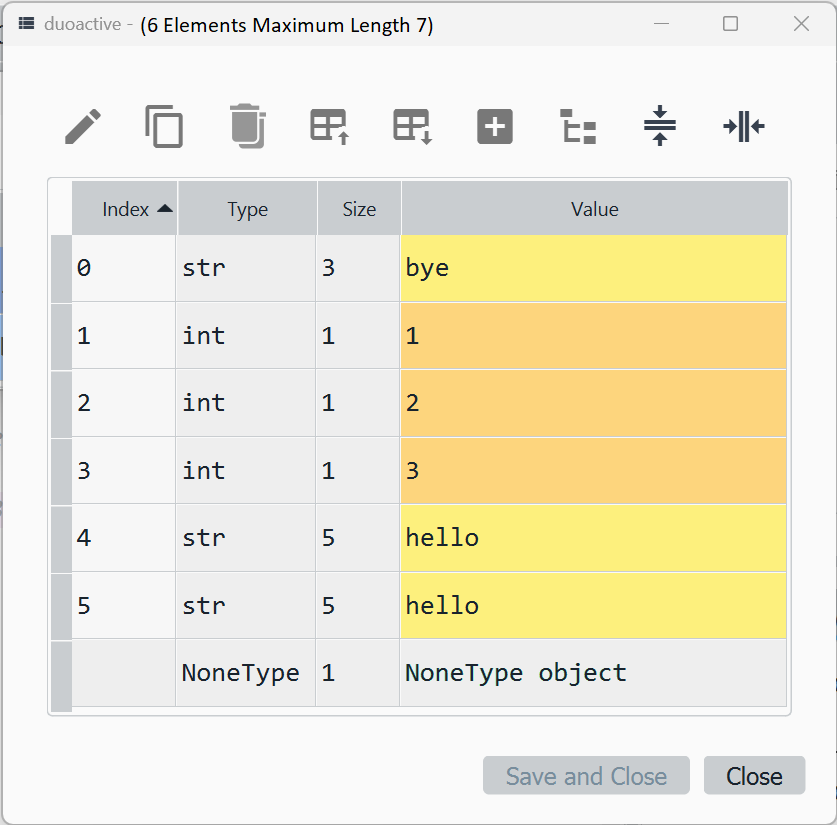 duoactive - (6 Elements Maximum Length 7)
Index Type Size Value
0 str 3 bye
1 int 1 1
2 int 1 2
3 int 1 3
4 str 5 hello
5 str 5 hello
NoneType 1 NoneType object
Save and Close Close